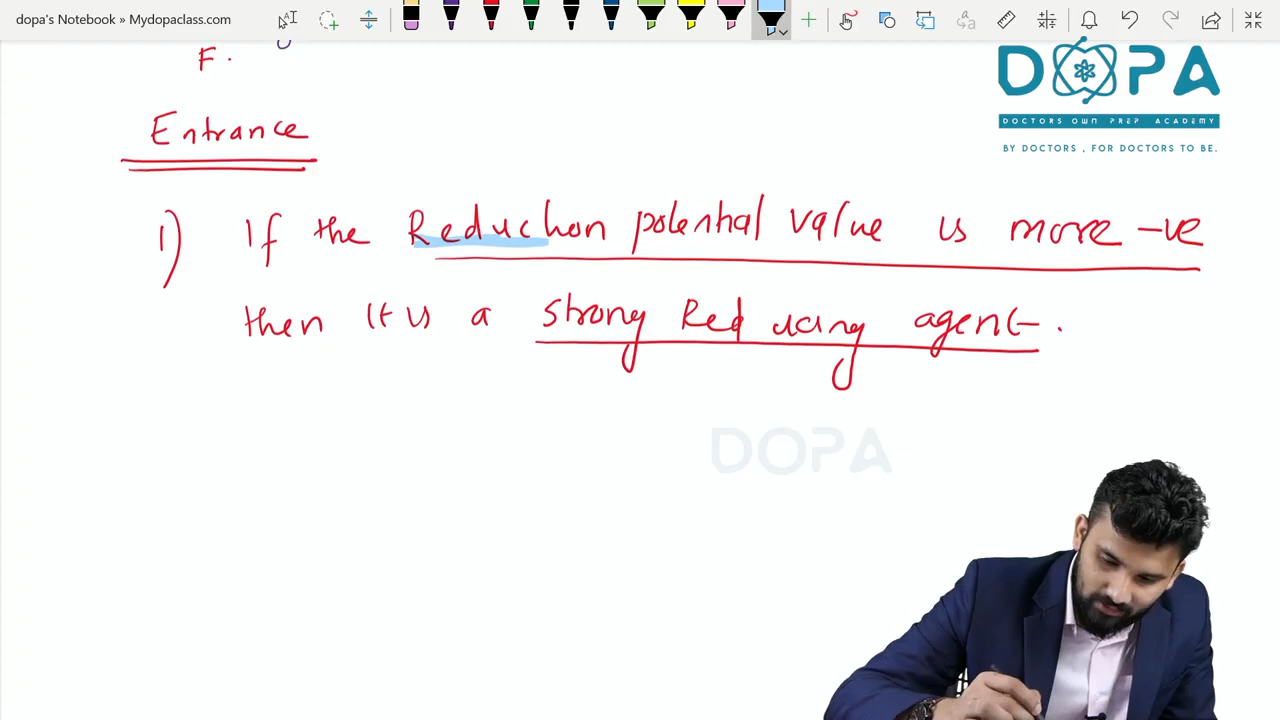 dopa's Notebook » Mydopaclass.com
F.
DOPA
DOCTORS OWN PREP ACADEMY
BY DOCTORS , FOR DOCTORS TO BE.
Entrance
1) If the Reduction potential value is more -ve
then it is a strong Reducing agent.
DOPA